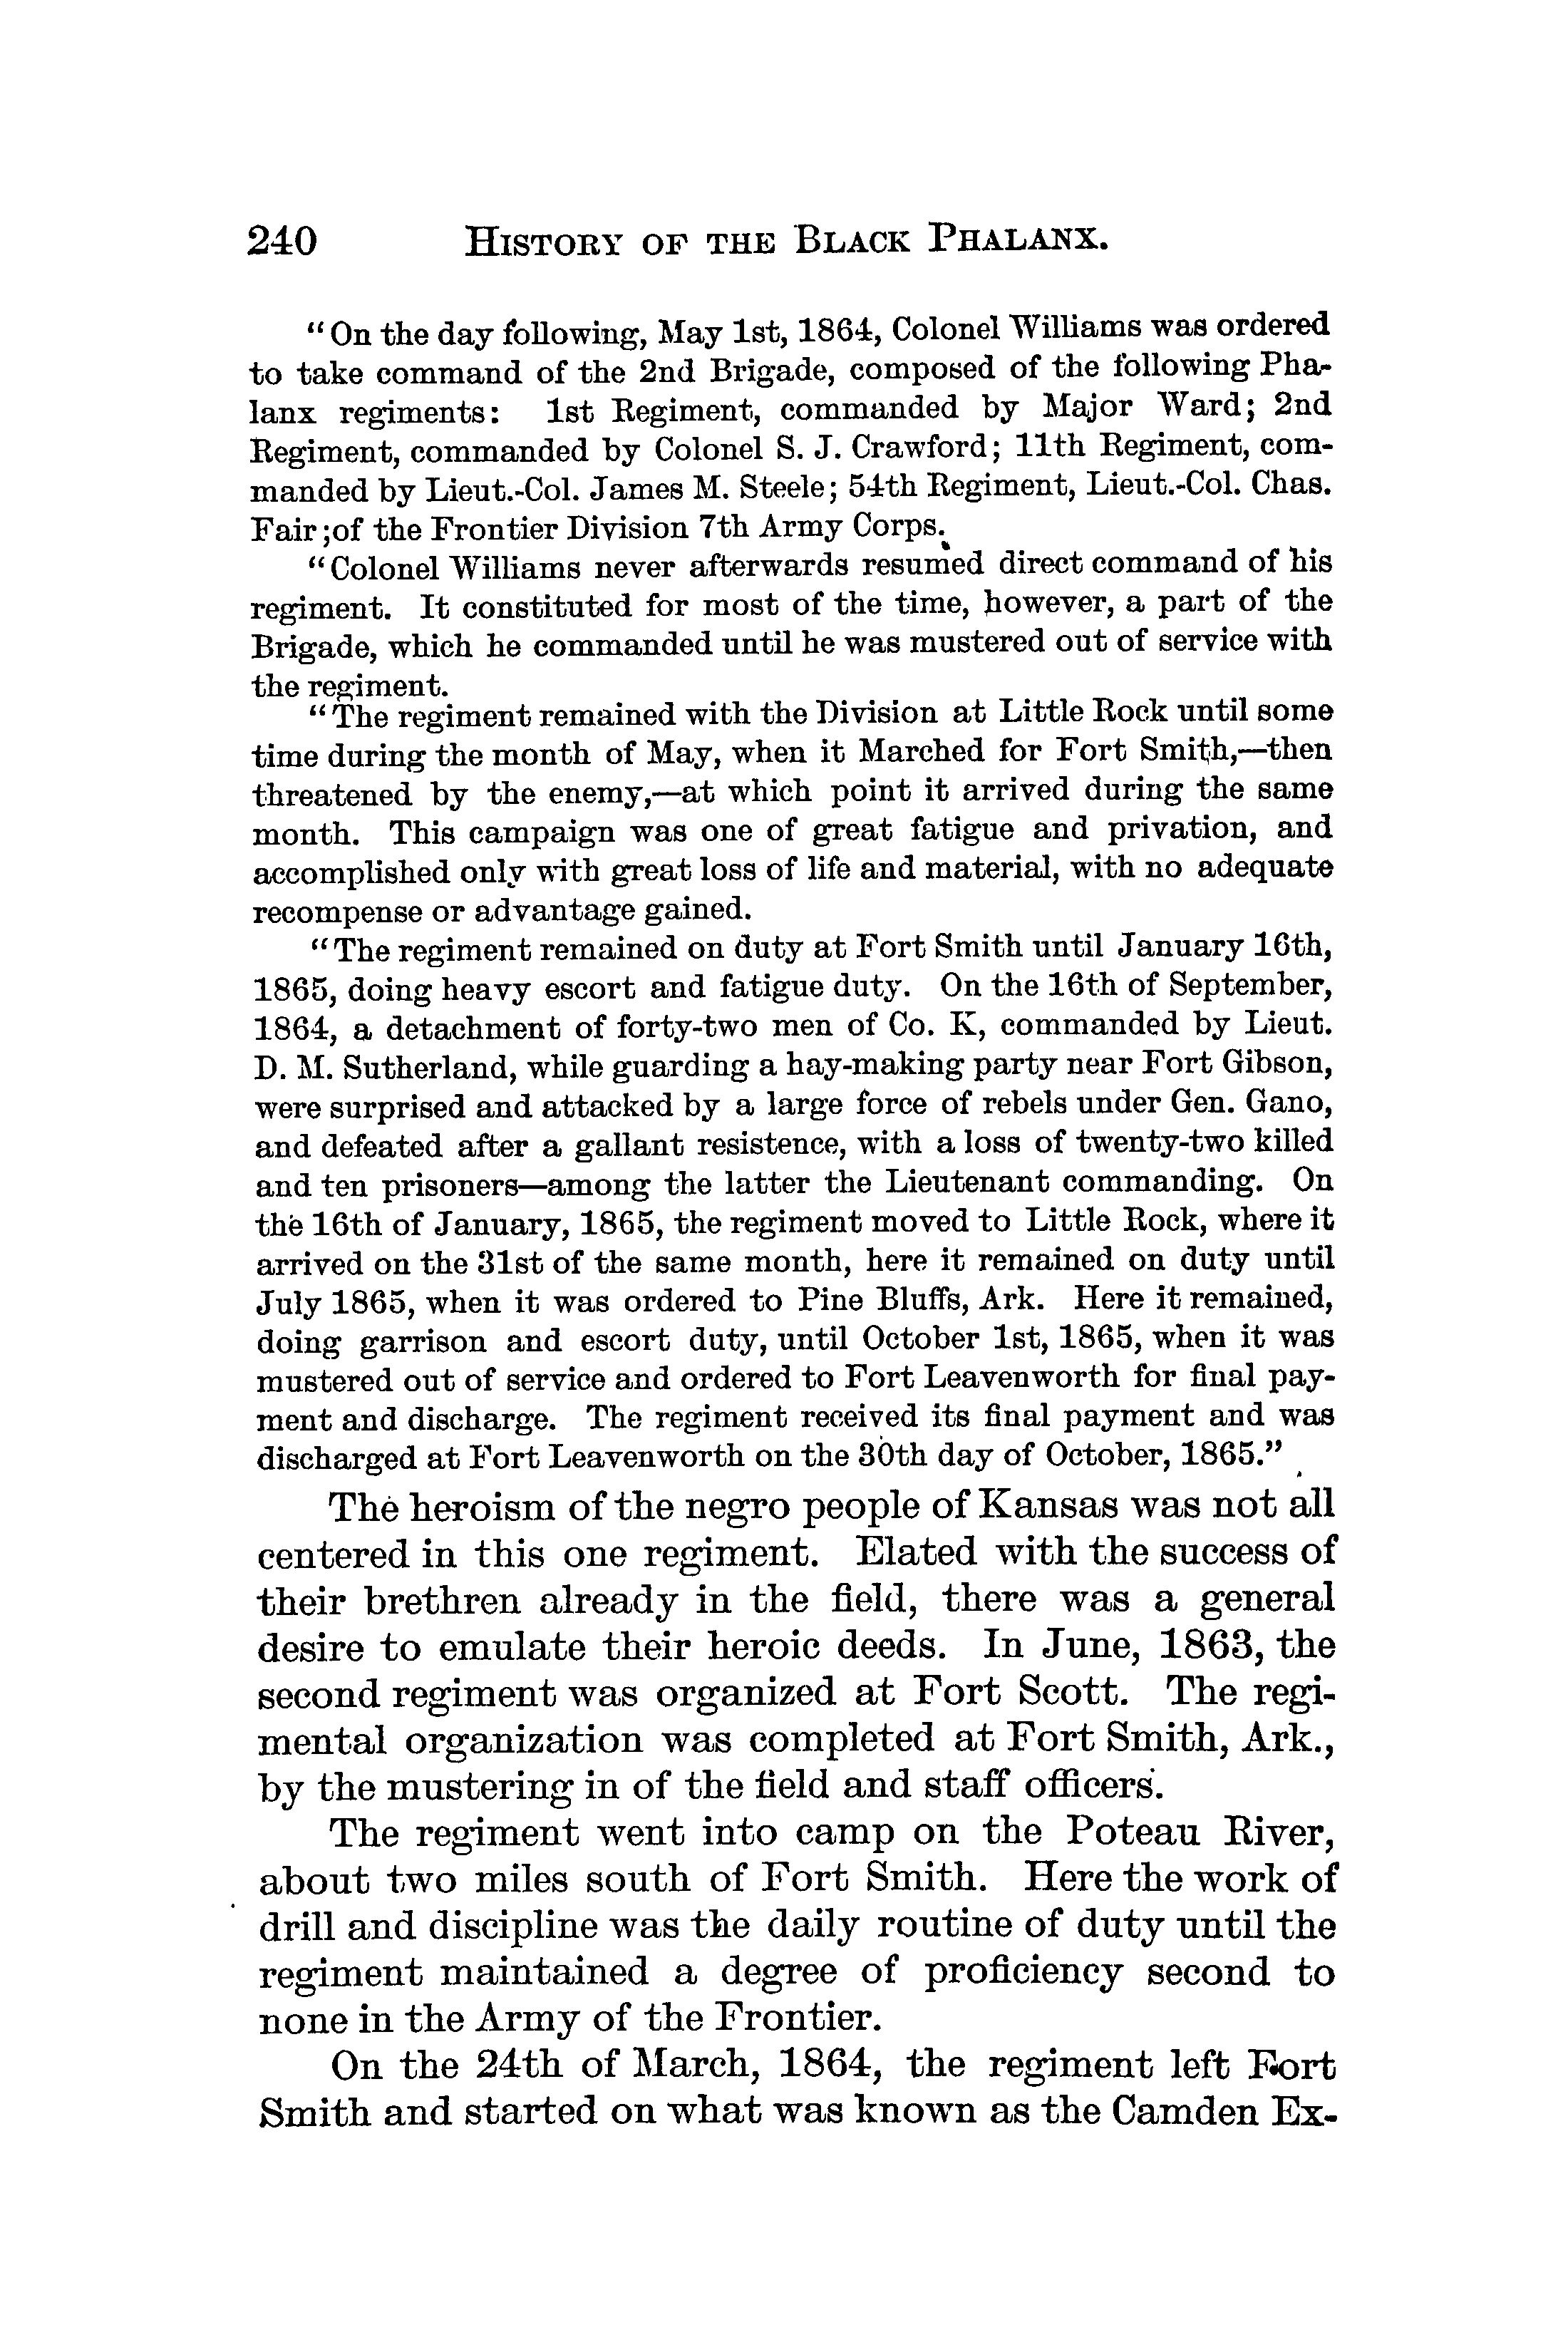 240 HISTORY OF THE BLACK PHALANX.
“On the day following, May 1st, 1864, Colonel Williams was ordered
to take command of the 2nd Brigade, composed of the following Pha-
lanx regiments: 1st Regiment, commanded by Major Ward; 2nd
Regiment, commanded by Colonel S. J. Crawford; 11th Regiment, com-
manded by Lieut.-Col. James M. Steele; 54th Regiment, Lieut.-Col. Chas.
Fair ;of the Frontier Division 7th Army Corps.
“Colonel Williams never afterwards resumed direct command of his
regiment. It constituted for most of the time, however, a part of the
Brigade, which he commanded until he was mustered out of service with
the regiment.
“The regiment remained with the Division at Little Rock until some
time during the month of May, when it Marched for Fort Smith,—then
threatened by the enemy,—at which point it arrived during the same
month. This campaign was one of great fatigue and privation, and
accomplished only with great loss of life and material, with no adequate
recompense or advantage gained.
“The regiment remained on duty at Fort Smith until January 16th,
1865, doing heavy escort and fatigue duty. On the 16th of September,
1864, a detachment of forty-two men of Co. K, commanded by Lieut.
D. M. Sutherland, while guarding a hay-making party near Fort Gibson,
were surprised and attacked by a large force of rebels under Gen. Gano,
and defeated after a gallant resistence, with a loss of twenty-two killed
and ten prisoners—among the latter the Lieutenant commanding. On
the 16th of January, 1865, the regiment moved to Little Rock, where it
arrived on the 31st of the same month, here it remained on duty until
July 1865, when it was ordered to Pine Bluffs, Ark. Here it remained,
doing garrison and escort duty, until October 1st, 1865, when it was
mustered out of service and ordered to Fort Leavenworth for final pay-
ment and discharge. The regiment received its final payment and was
discharged at Fort Leavenworth on the 30th day of October, 1865.”
The heroism of the negro people of Kansas was not all
centered in this one regiment. Elated with the success of
their brethren already in the field, there was a general
desire to emulate their heroic deeds. In June, 1863, the
second regiment was organized at Fort Scott. The regi-
mental organization was completed at Fort Smith, Ark.,
by the mustering in of the field and staff officers.
The regiment went into camp on the Poteau River,
about two miles south of Fort Smith. Here the work of
drill and discipline was the daily routine of duty until the
regiment maintained a degree of proficiency second to
none in the Army of the Frontier.
On the 24th of March, 1864, the regiment left Fort
Smith and started on what was known as the Camden Ex-